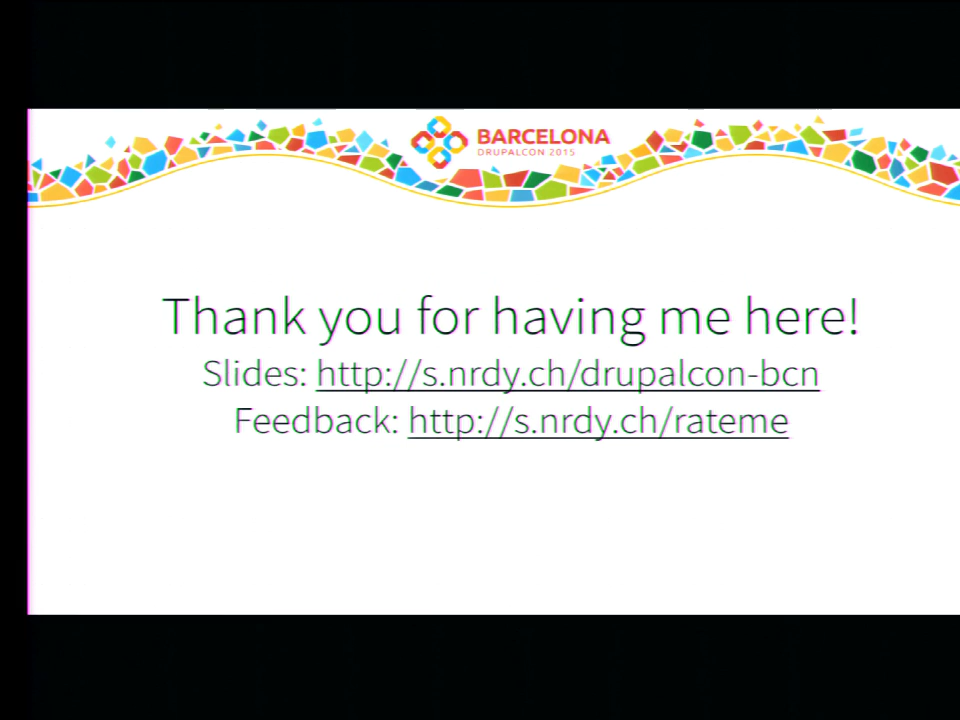 BARCELONA
DRUPALCON 2015
Thank you for having me here!
Slides: http://s.nrdy.ch/drupalcon-bcn
Feedback: http://s.nrdy.ch/rateme